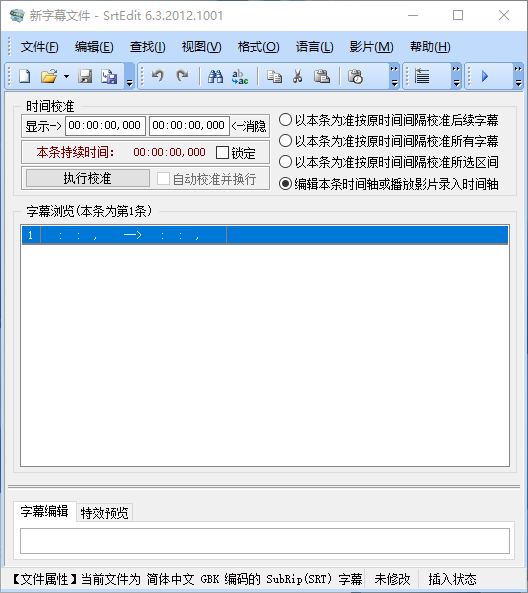 新字幕文件 - SrtEdit 6.3.2012.1001
文件(F) 编辑(E) 查找(I) 视图(V) 格式(O) 语言(L) 影片(M) 帮助(H)
时间校准
显示-> 00:00:00,000 00:00:00,000 <-消隐
本条持续时间: 00:00:00,000 锁定
执行校准 自动校准并换行
以本条为准按原时间间隔校准后续字幕
以本条为准按原时间间隔校准所有字幕
以本条为准按原时间间隔校准所选区间
编辑本条时间轴或播放影片录入时间轴
字幕浏览(本条为第1条)
1 : : , --> : : ,
字幕编辑 特效预览
【文件属性】当前文件为 简体中文 GBK 编码的 SubRip(SRT) 字幕 未修改 插入状态